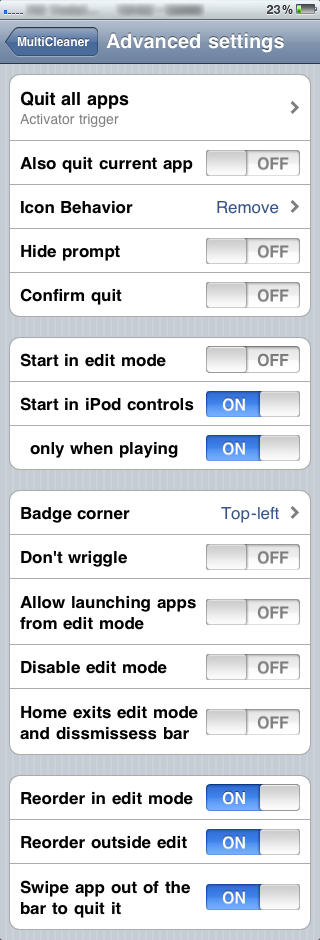 23%
MultiCleaner
Advanced settings
Quit all apps
Activator trigger
Also quit current app OFF
Icon Behavior Remove
Hide prompt OFF
Confirm quit OFF
Start in edit mode OFF
Start in iPod controls ON
only when playing ON
Badge corner Top-left
Don't wriggle OFF
Allow launching apps
from edit mode OFF
Disable edit mode OFF
Home exits edit mode
and dissmissess bar OFF
Reorder in edit mode ON
Reorder outside edit ON
Swipe app out of the
bar to quit it ON